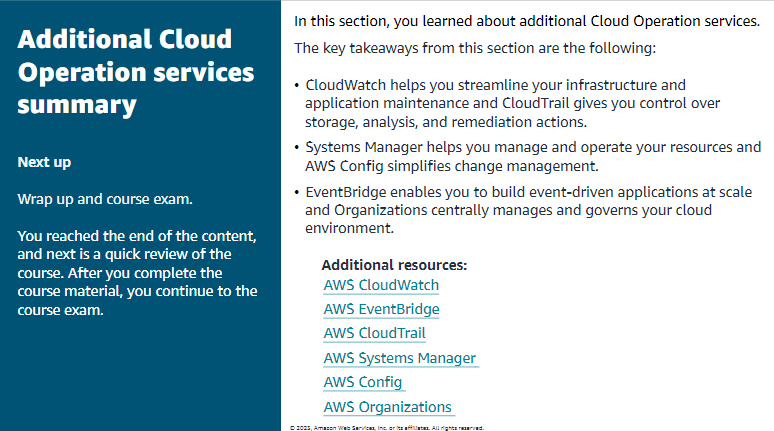 Additional Cloud
Operation services
summary
Next up
Wrap up and course exam.
You reached the end of the content,
and next is a quick review of the
course. After you complete the
course material, you continue to the
course exam.
In this section, you learned about additional Cloud Operation services.
The key takeaways from this section are the following:
• CloudWatch helps you streamline your infrastructure and
application maintenance and CloudTrail gives you control over
storage, analysis, and remediation actions.
• Systems Manager helps you manage and operate your resources and
AWS Config simplifies change management.
• EventBridge enables you to build event-driven applications at scale
and Organizations centrally manages and governs your cloud
environment.
Additional resources:
AWS CloudWatch
AWS EventBridge
AWS CloudTrail
AWS Systems Manager
AWS Config
AWS Organizations
© 2023, Amazon Web Services, Inc. or its affiliates. All rights reserved.